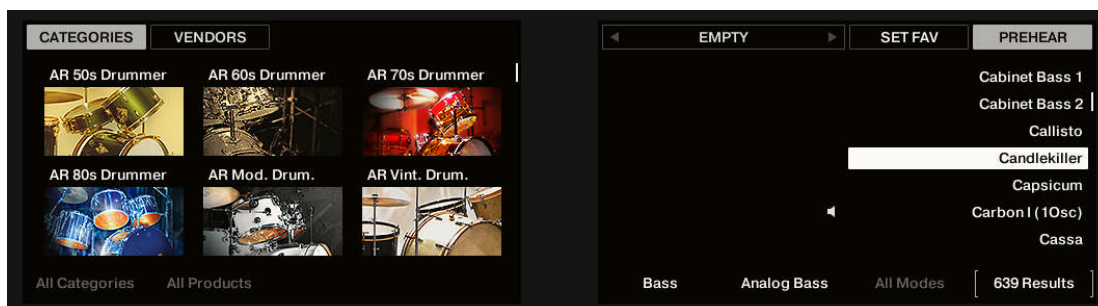 CATEGORIES VENDORS
AR 50s Drummer AR 60s Drummer AR 70s Drummer
AR 80s Drummer AR Mod. Drum. AR Vint. Drum.
All Categories All Products
EMPTY SET FAV PREHEAR
Cabinet Bass 1
Cabinet Bass 2
Callisto
Candlekiller
Capsicum
Carbon I (1Osc)
Cassa
Bass Analog Bass All Modes 639 Results